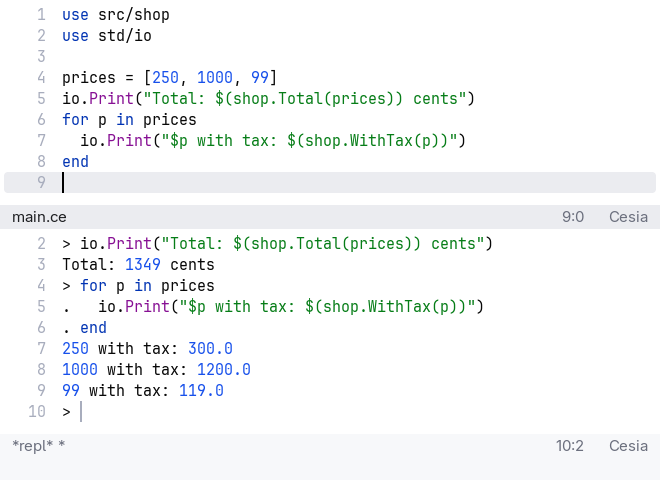 1 use src/shop
2 use std/io
3
4 prices = [250, 1000, 99]
5 io.Print("Total: $(shop.Total(prices)) cents")
6 for p in prices
7   io.Print("$p with tax: $(shop.WithTax(p))")
8 end
9
main.ce 9:0 Cesia
2 > io.Print("Total: $(shop.Total(prices)) cents")
3 Total: 1349 cents
4 > for p in prices
5 .   io.Print("$p with tax: $(shop.WithTax(p))")
6 . end
7 250 with tax: 300.0
8 1000 with tax: 1200.0
9 99 with tax: 119.0
10 >
*repl* * 10:2 Cesia